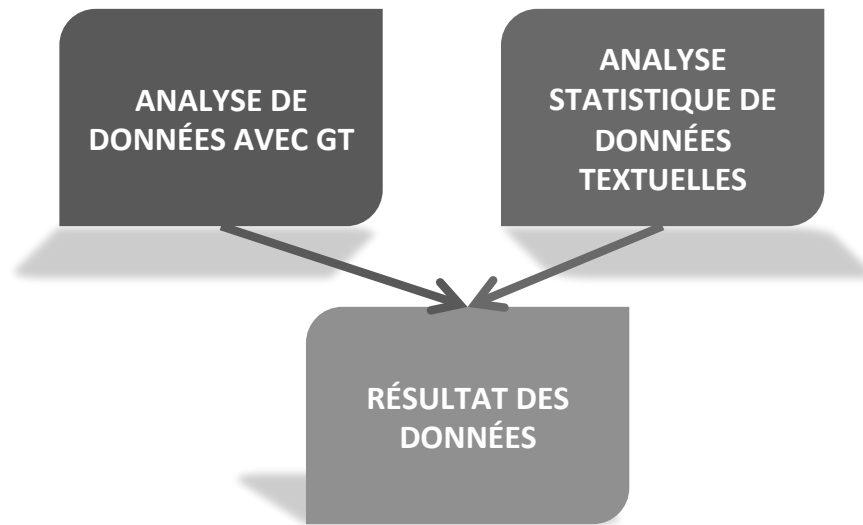 ANALYSE DE
DONNÉES AVEC GT
ANALYSE
STATISTIQUE DE
DONNÉES
TEXTUELLES
RÉSULTAT DES
DONNÉES